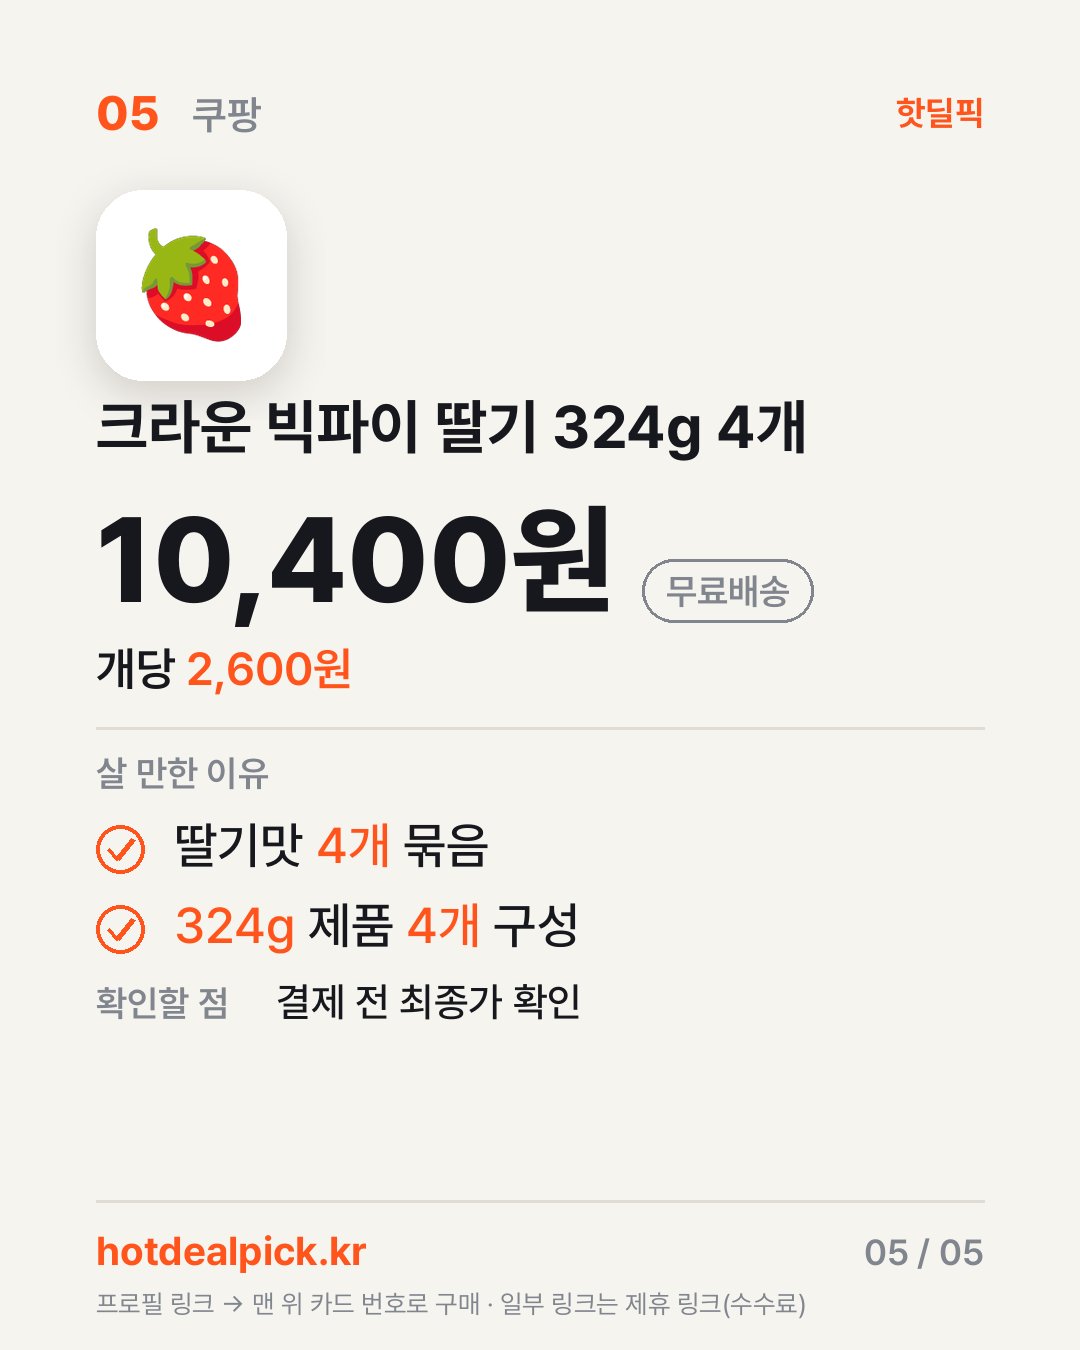 05 쿠팡
핫딜픽
크라운 빅파이 딸기 324g 4개
10,400원 무료배송
개당 2,600원
살 만한 이유
딸기맛 4개 묶음
324g 제품 4개 구성
확인할 점 결제 전 최종가 확인
hotdealpick.kr
05 / 05
프로필 링크 → 맨 위 카드 번호로 구매 · 일부 링크는 제휴 링크(수수료)